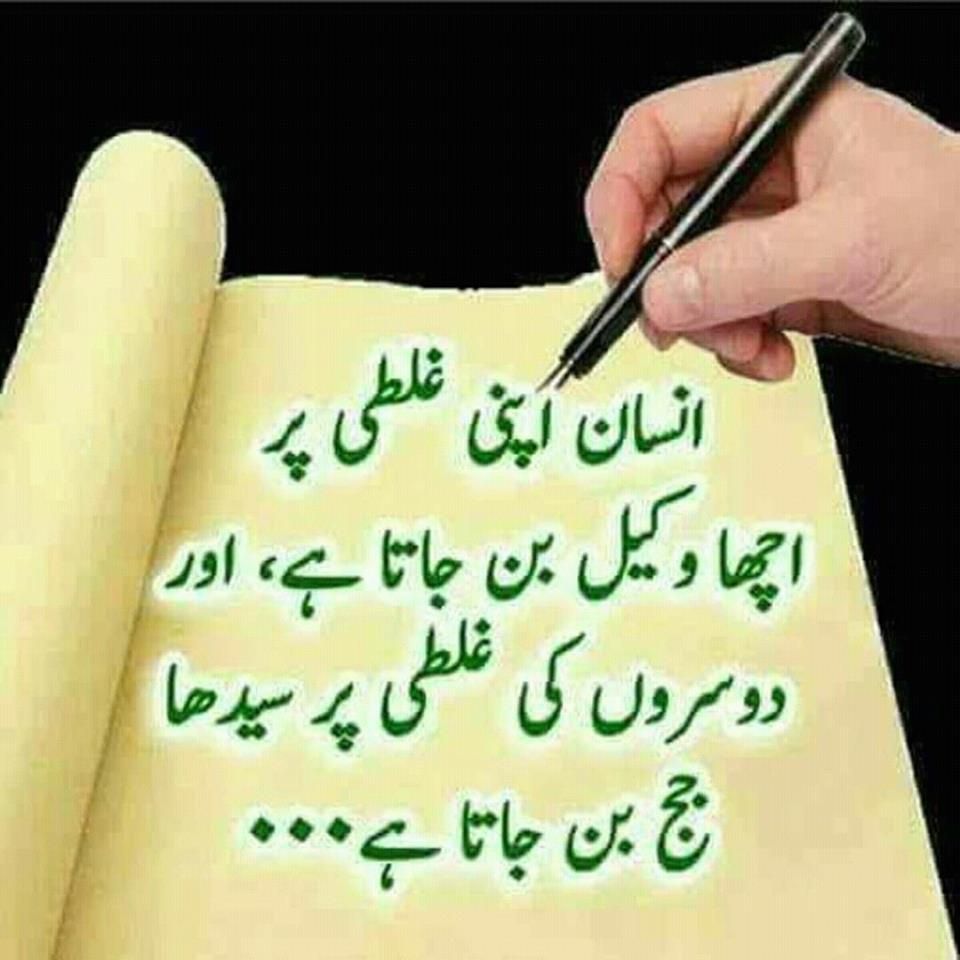 انسان اپنی غلطی پر
اچھا وکیل بن جاتا ہے، اور
دوسروں کی غلطی پر سیدھا
جج بن جاتا ہے...